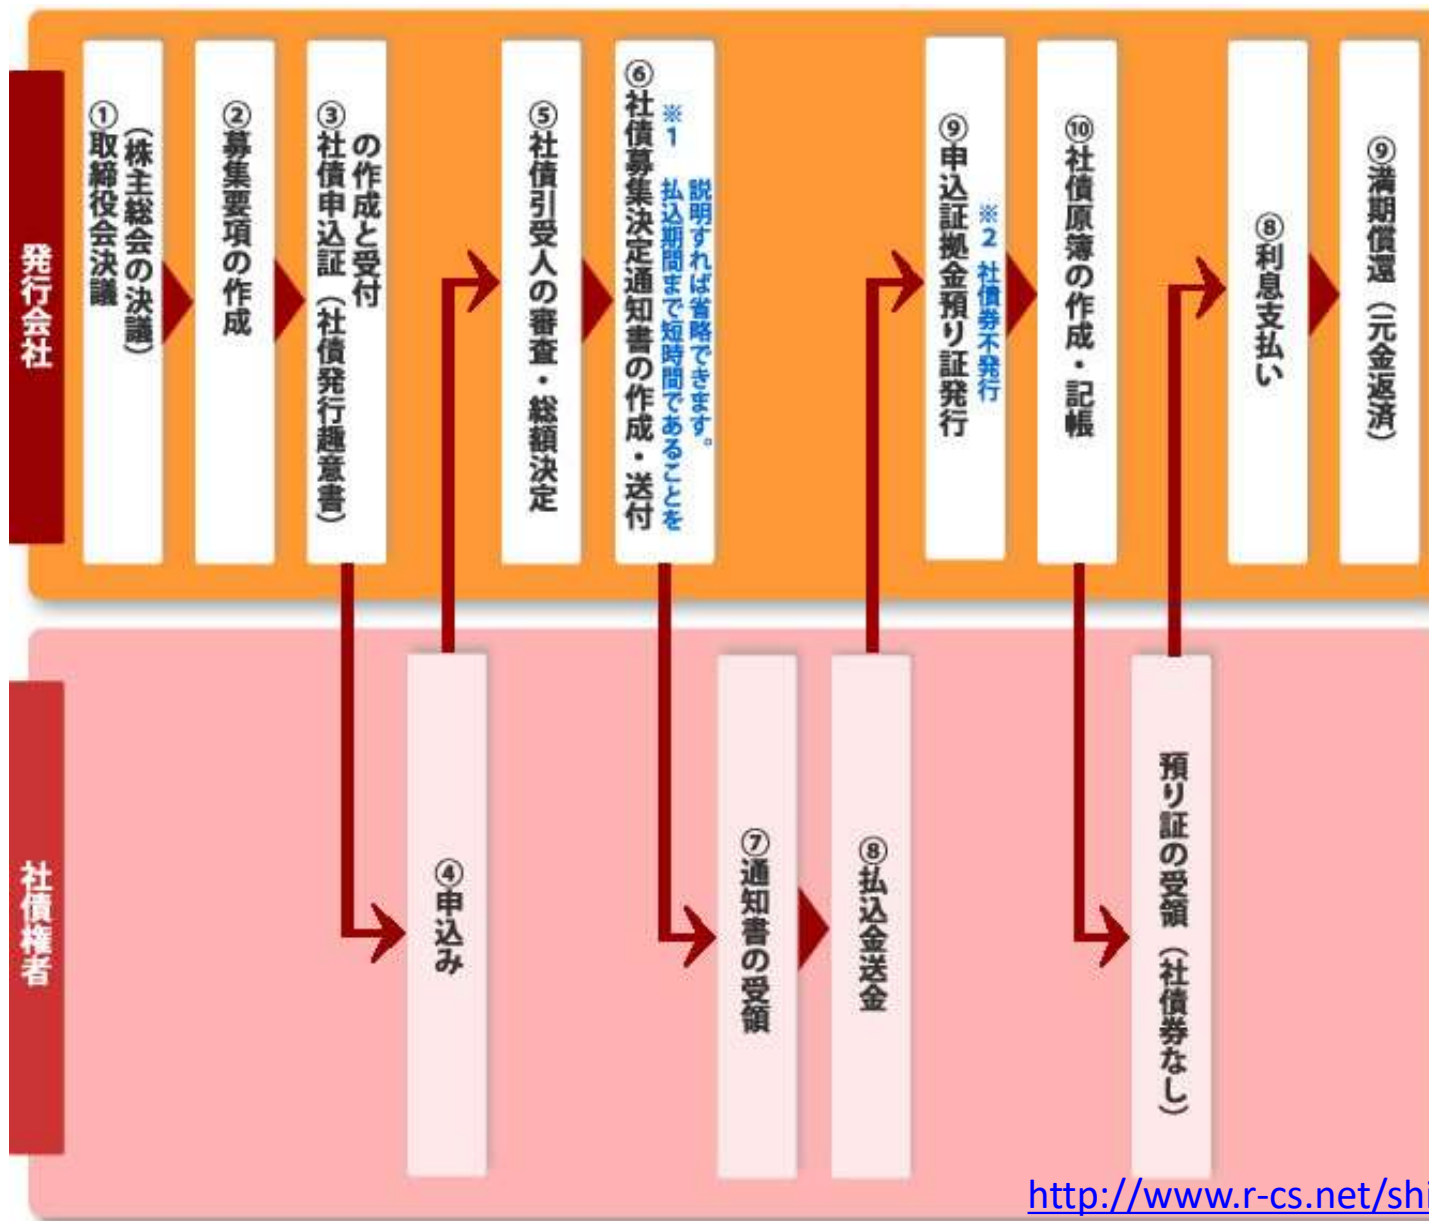 発行会社
①取締役会決議
(株主総会の決議)
②募集要項の作成
③社債申込証(社債発行趣意書)
の作成と受付
⑤社債引受人の審査・総額決定
⑥社債募集決定通知書の作成・送付
※1 払込期間まで短時間であることを
説明すれば省略できます。
⑨申込証拠金預り証発行
※2 社債券不発行
⑩社債原簿の作成・記帳
⑧利息支払い
⑨満期償還(元金返済)
社債権者
④申込み
⑦通知書の受領
⑧払込金送金
預り証の受領(社債券なし)
http://www.r-cs.net/shi